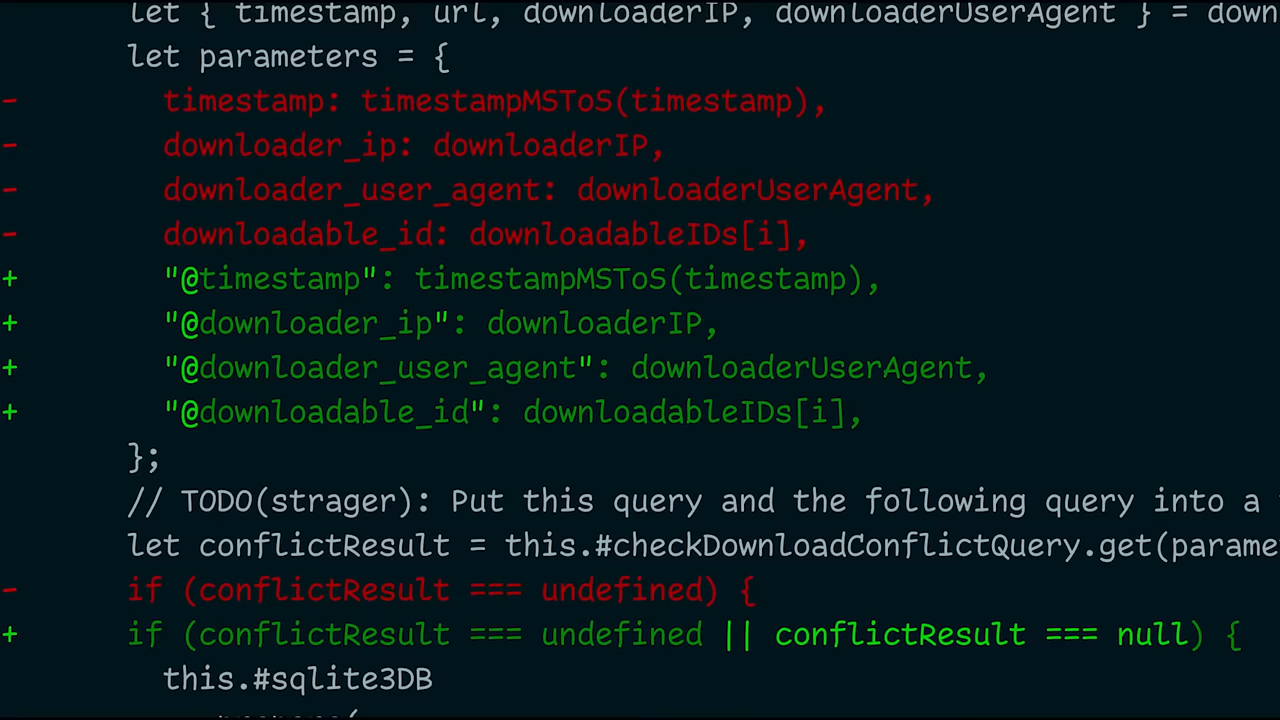 let { timestamp, url, downloaderIP, downloaderUserAgent } = down
let parameters = {
- timestamp: timestampMSToS(timestamp),
- downloader_ip: downloaderIP,
- downloader_user_agent: downloaderUserAgent,
- downloadable_id: downloadableIDs[i],
+ "@timestamp": timestampMSToS(timestamp),
+ "@downloader_ip": downloaderIP,
+ "@downloader_user_agent": downloaderUserAgent,
+ "@downloadable_id": downloadableIDs[i],
};
// TODO(strager): Put this query and the following query into a
let conflictResult = this.#checkDownloadConflictQuery.get(parame
- if (conflictResult === undefined) {
+ if (conflictResult === undefined || conflictResult === null) {
this.#sqlite3DB